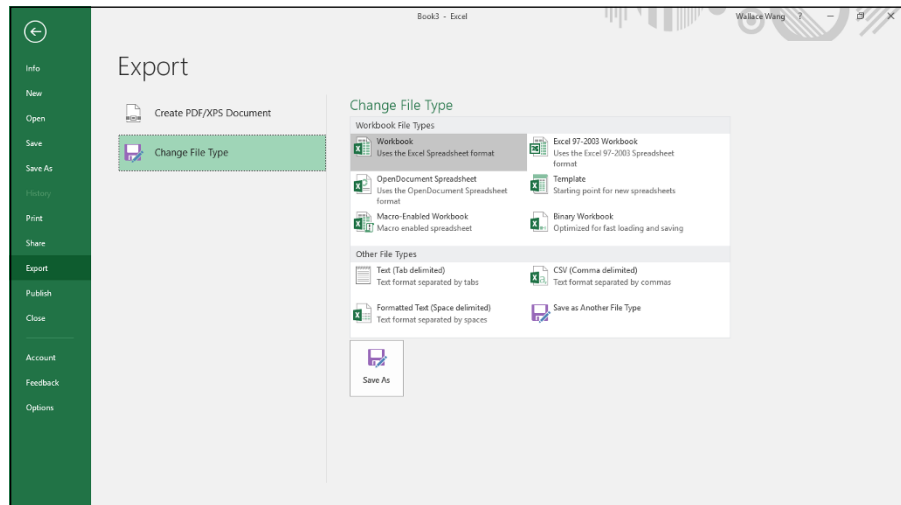 Book3 - Excel
Wallace Wang
?
Info
New
Open
Save
Save As
History
Print
Share
Export
Publish
Close
Account
Feedback
Options
Export
Create PDF/XPS Document
Change File Type
Change File Type
Workbook File Types
Workbook
Uses the Excel Spreadsheet format
Excel 97-2003 Workbook
Uses the Excel 97-2003 Spreadsheet
format
OpenDocument Spreadsheet
Uses the OpenDocument Spreadsheet
format
Template
Starting point for new spreadsheets
Macro-Enabled Workbook
Macro enabled spreadsheet
Binary Workbook
Optimized for fast loading and saving
Other File Types
Text (Tab delimited)
Text format separated by tabs
CSV (Comma delimited)
Text format separated by commas
Formatted Text (Space delimited)
Text format separated by spaces
Save as Another File Type
Save As